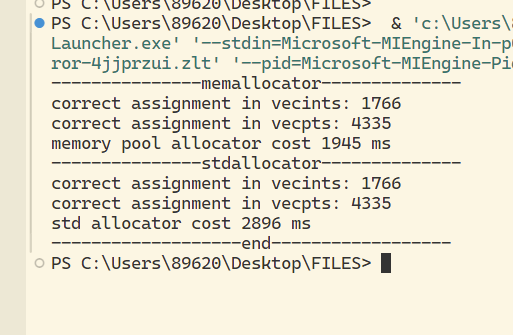 PS C:\Users\89620\Desktop\FILES>
PS C:\Users\89620\Desktop\FILES>  & 'c:\Users\8
Launcher.exe' '--stdin=Microsoft-MIEngine-In-p
ror-4jjprzui.zlt' '--pid=Microsoft-MIEngine-Pi
---------------memallocator--------------
correct assignment in vecints: 1766
correct assignment in vecpts: 4335
memory pool allocator cost 1945 ms
---------------stdallocator--------------
correct assignment in vecints: 1766
correct assignment in vecpts: 4335
std allocator cost 2896 ms
-------------------end------------------
PS C:\Users\89620\Desktop\FILES>